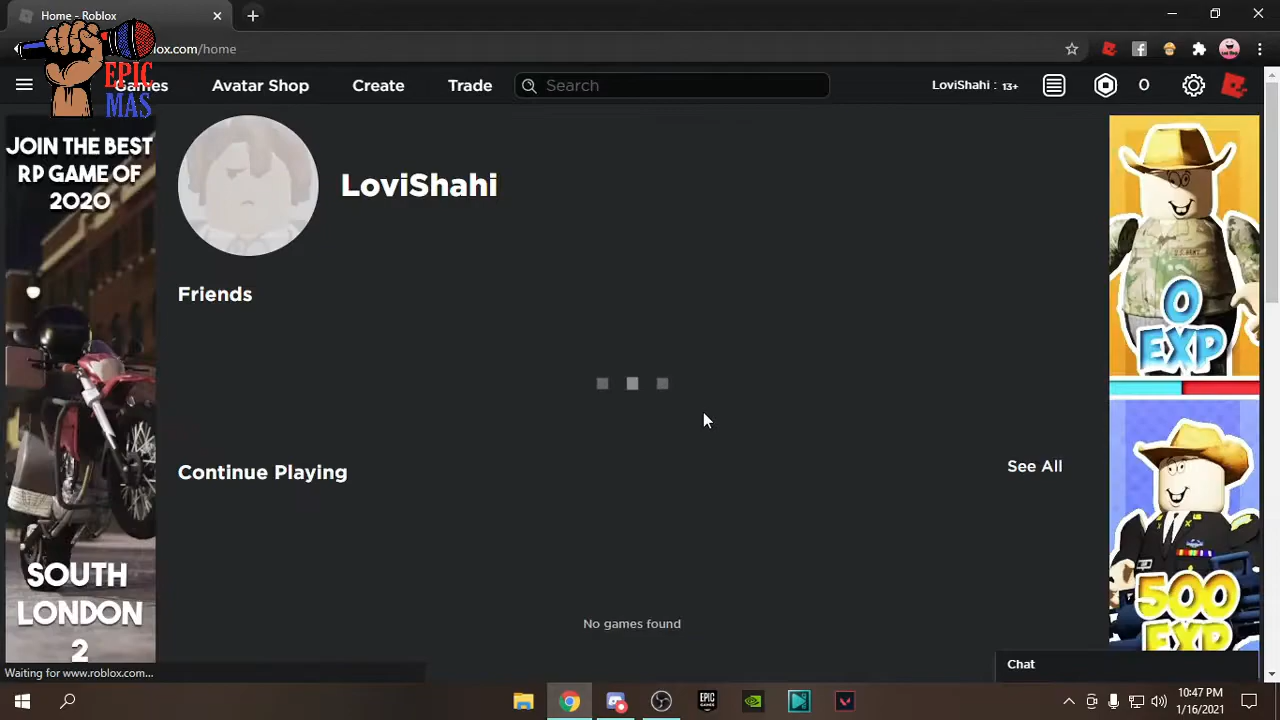 Home - Roblox
lox.com/home
EPIC
MAS
Games
Avatar Shop
Create
Trade
Search
LoviShahi : 13+
0
JOIN THE BEST
RP GAME OF
2020
LoviShahi
Friends
0
EXP
Continue Playing
See All
No games found
SOUTH
LONDON
2
500
EXP
Chat
Waiting for www.roblox.com...
EPIC
GAMES
10:47 PM
1/16/2021